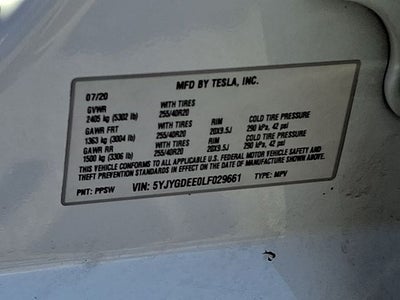 MFD BY TESLA, INC.
07/20
GVWR WITH TIRES
2405 kg (5302 lb) 255/40R20
GAWR FRT WITH TIRES RIM COLD TIRE PRESSURE
1363 kg (3004 lb) 255/40R20 20X9.5J 290 kPa, 42 psi
GAWR RR WITH TIRES RIM COLD TIRE PRESSURE
1500 kg (3306 lb) 255/40R20 20X9.5J 290 kPa, 42 psi
THIS VEHICLE CONFORMS TO ALL APPLICABLE U.S. FEDERAL MOTOR VEHICLE SAFETY AND
THEFT PREVENTION STANDARDS IN EFFECT ON THE DATE OF MANUFACTURE SHOWN ABOVE.
PNT: PPSW VIN: 5YJYGDEE0LF029661 TYPE: MPV